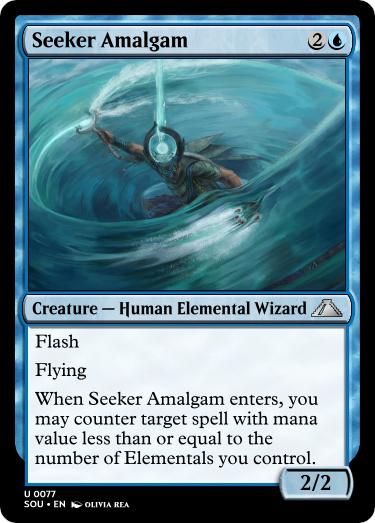 Seeker Amalgam 2
Creature — Human Elemental Wizard
Flash
Flying
When Seeker Amalgam enters, you
may counter target spell with mana
value less than or equal to the
number of Elementals you control.
2/2
U 0077
SOU • EN OLIVIA REA